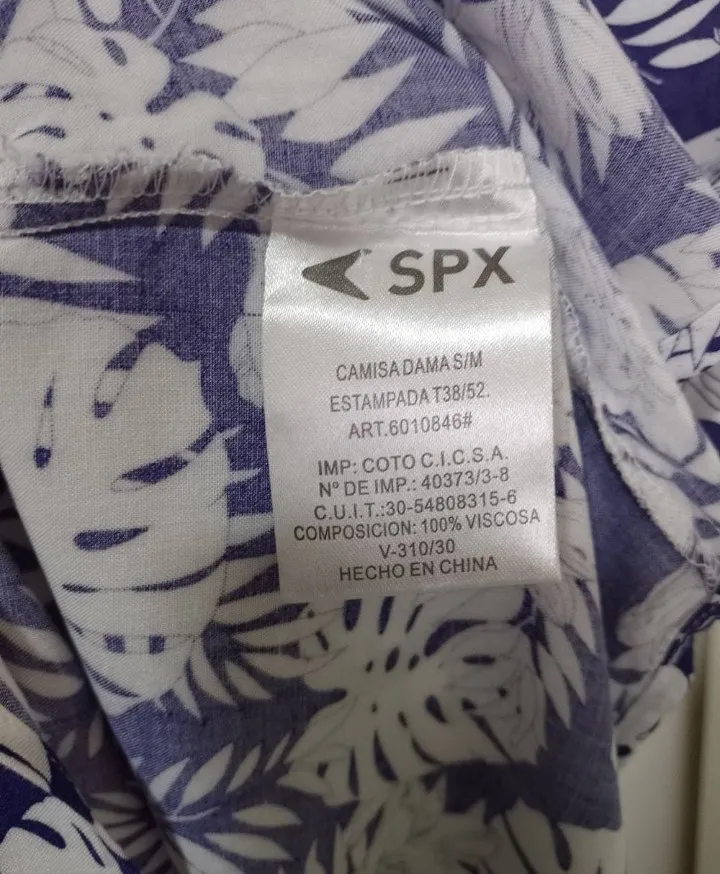 SPX
CAMISA DAMA S/M
ESTAMPADA T38/52.
ART.6010846#
IMP: COTO C.I.C.S.A.
Nº DE IMP.: 40373/3-8
C.U.I.T.:30-54808315-6
COMPOSICION: 100% VISCOSA
V-310/30
HECHO EN CHINA